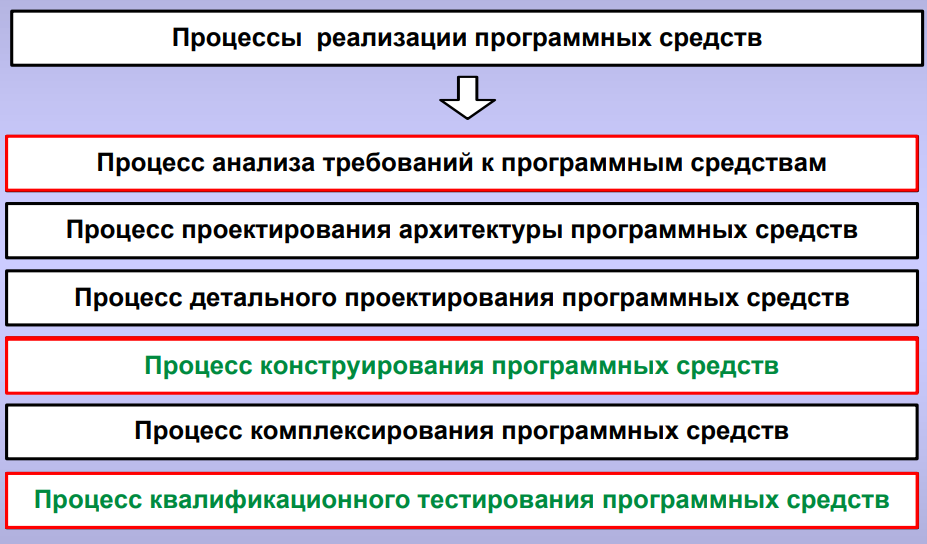 Процессы реализации программных средств
Процесс анализа требований к программным средствам
Процесс проектирования архитектуры программных средств
Процесс детального проектирования программных средств
Процесс конструирования программных средств
Процесс комплексирования программных средств
Процесс квалификационного тестирования программных средств